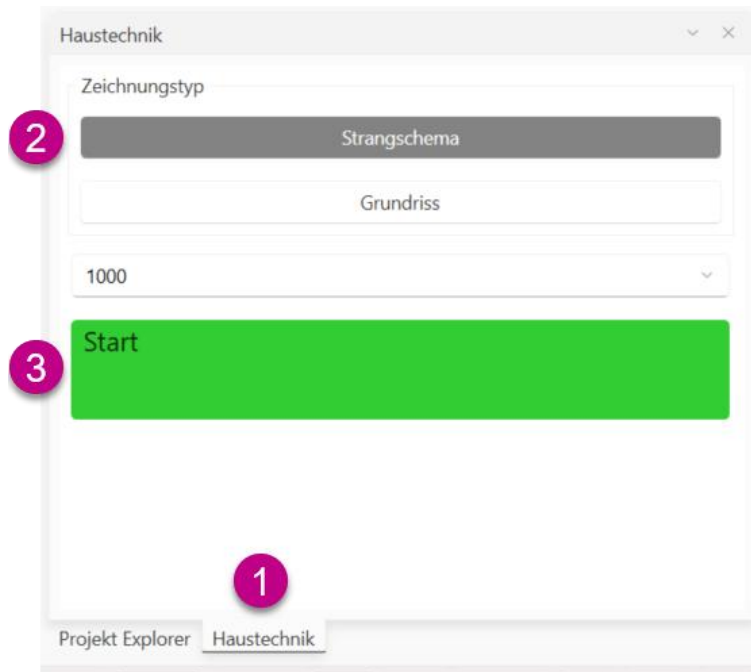 Haustechnik
Zeichnungstyp
2
Strangschema
Grundriss
1000
Start
3
1
Projekt Explorer Haustechnik